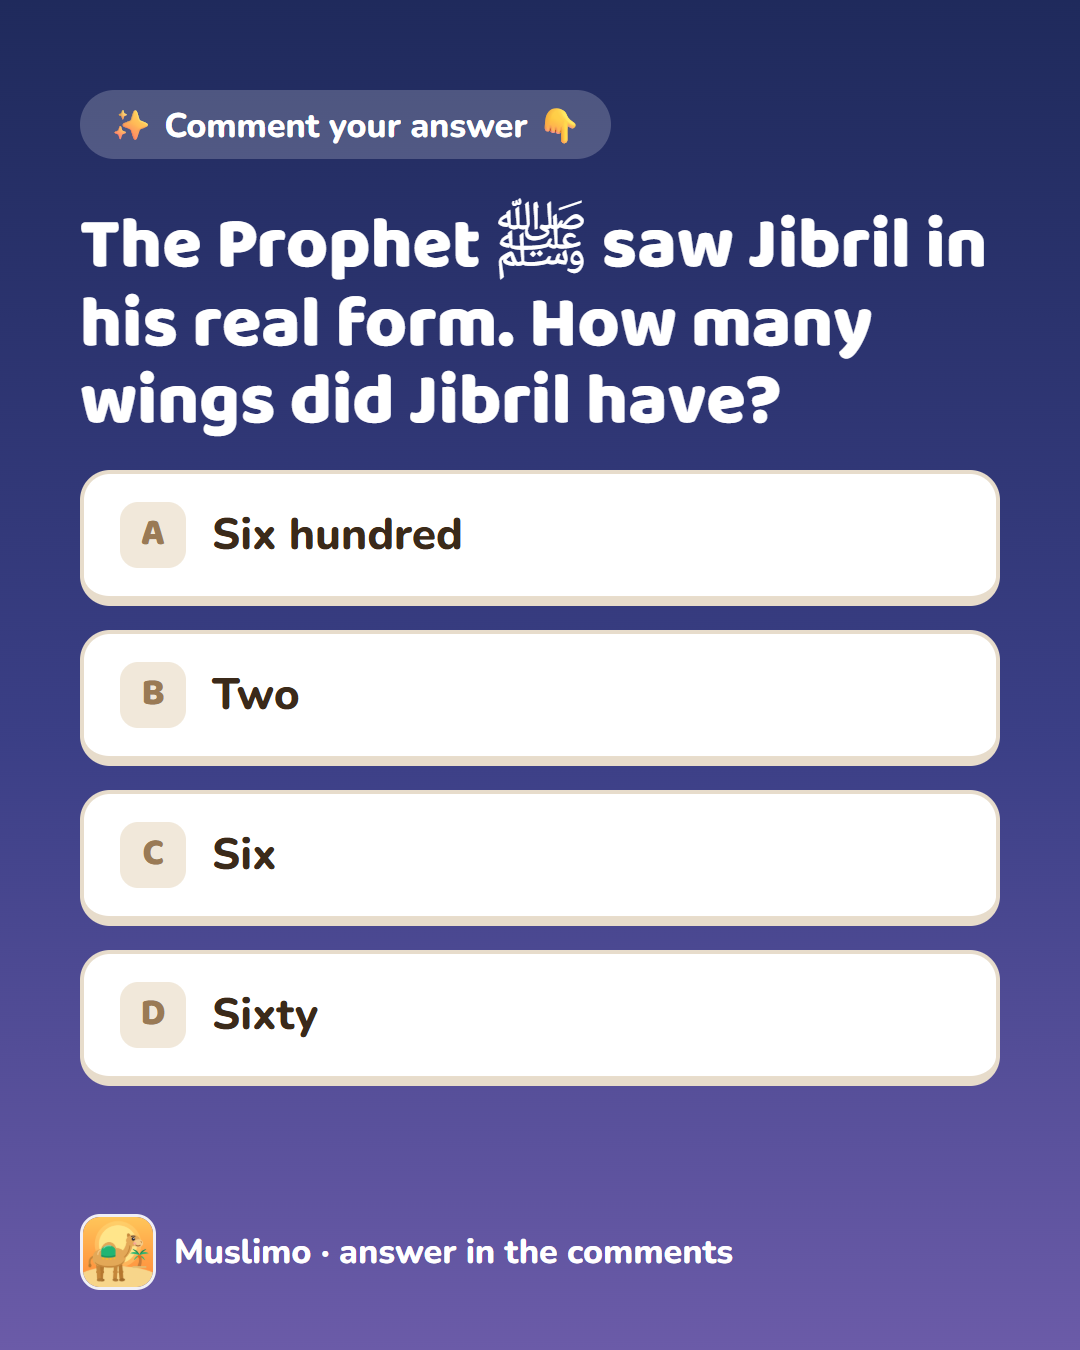 ✨ Comment your answer 👇
The Prophet ﷺ saw Jibril in
his real form. How many
wings did Jibril have?
A Six hundred
B Two
C Six
D Sixty
Muslimo · answer in the comments